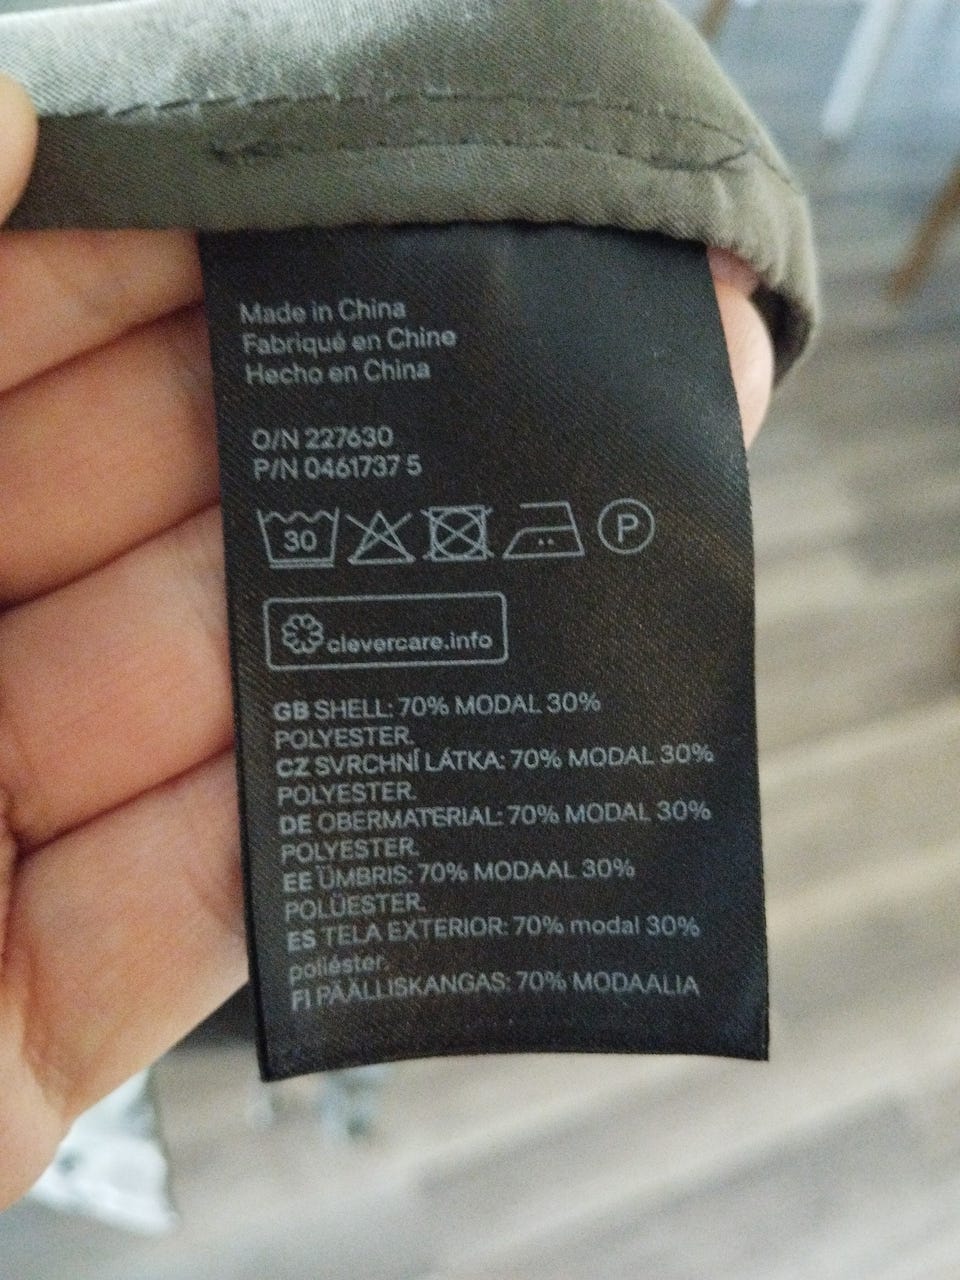 Made in China
Fabriqué en Chine
Hecho en China
O/N 227630
P/N 0461737 5
30 P
clevercare.info
GB SHELL: 70% MODAL 30%
POLYESTER.
CZ SVRCHNÍ LÁTKA: 70% MODAL 30%
POLYESTER.
DE OBERMATERIAL: 70% MODAL 30%
POLYESTER.
EE ÜMBRIS: 70% MODAAL 30%
POLÜESTER.
ES TELA EXTERIOR: 70% modal 30%
poliéster.
FI PÄÄLLISKANGAS: 70% MODAALIA